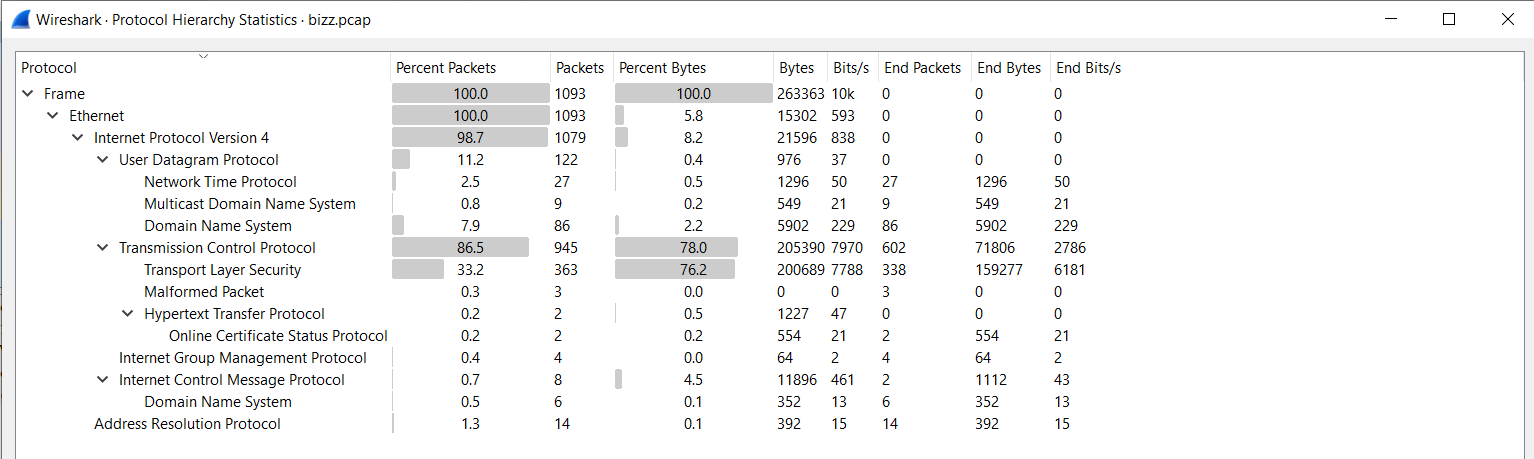 Wireshark · Protocol Hierarchy Statistics · bizz.pcap
Protocol Percent Packets Packets Percent Bytes Bytes Bits/s End Packets End Bytes End Bits/s
Frame 100.0 1093 100.0 263363 10k 0 0 0
Ethernet 100.0 1093 5.8 15302 593 0 0 0
Internet Protocol Version 4 98.7 1079 8.2 21596 838 0 0 0
User Datagram Protocol 11.2 122 0.4 976 37 0 0 0
Network Time Protocol 2.5 27 0.5 1296 50 27 1296 50
Multicast Domain Name System 0.8 9 0.2 549 21 9 549 21
Domain Name System 7.9 86 2.2 5902 229 86 5902 229
Transmission Control Protocol 86.5 945 78.0 205390 7970 602 71806 2786
Transport Layer Security 33.2 363 76.2 200689 7788 338 159277 6181
Malformed Packet 0.3 3 0.0 0 0 3 0 0
Hypertext Transfer Protocol 0.2 2 0.5 1227 47 0 0 0
Online Certificate Status Protocol 0.2 2 0.2 554 21 2 554 21
Internet Group Management Protocol 0.4 4 0.0 64 2 4 64 2
Internet Control Message Protocol 0.7 8 4.5 11896 461 2 1112 43
Domain Name System 0.5 6 0.1 352 13 6 352 13
Address Resolution Protocol 1.3 14 0.1 392 15 14 392 15